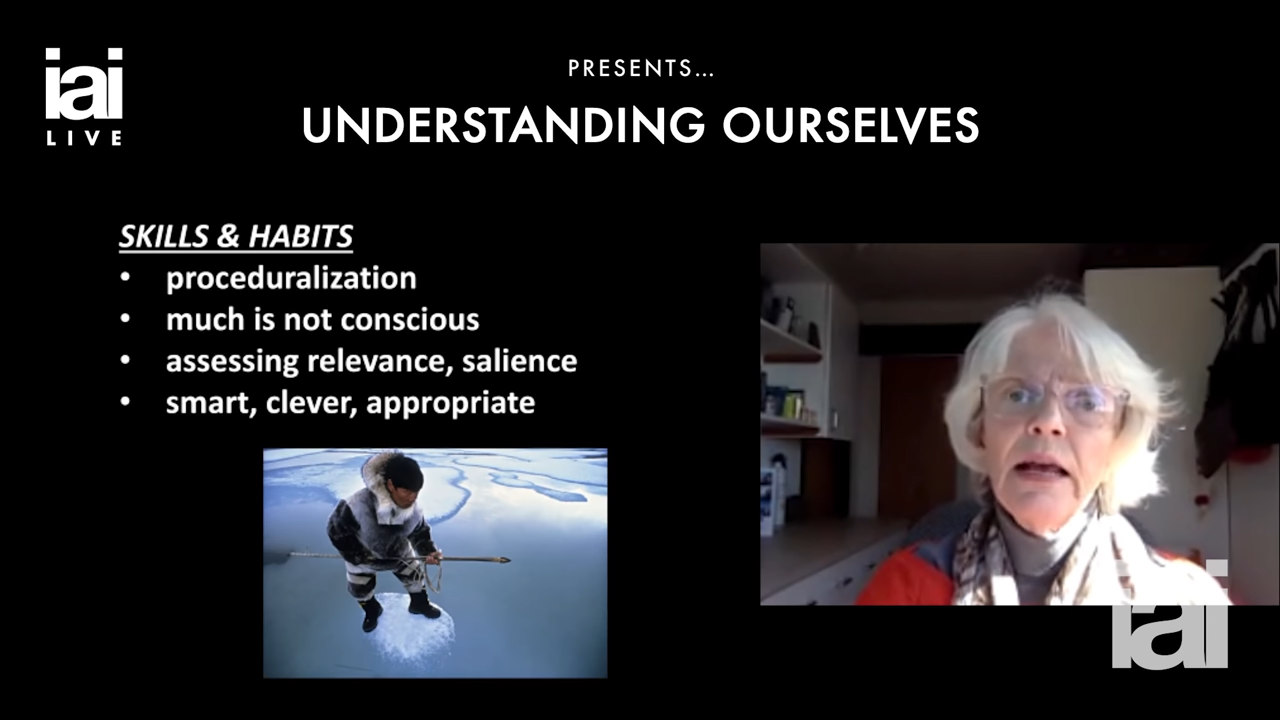 iai
LIVE
PRESENTS...
UNDERSTANDING OURSELVES
SKILLS & HABITS
• proceduralization
• much is not conscious
• assessing relevance, salience
• smart, clever, appropriate
iai